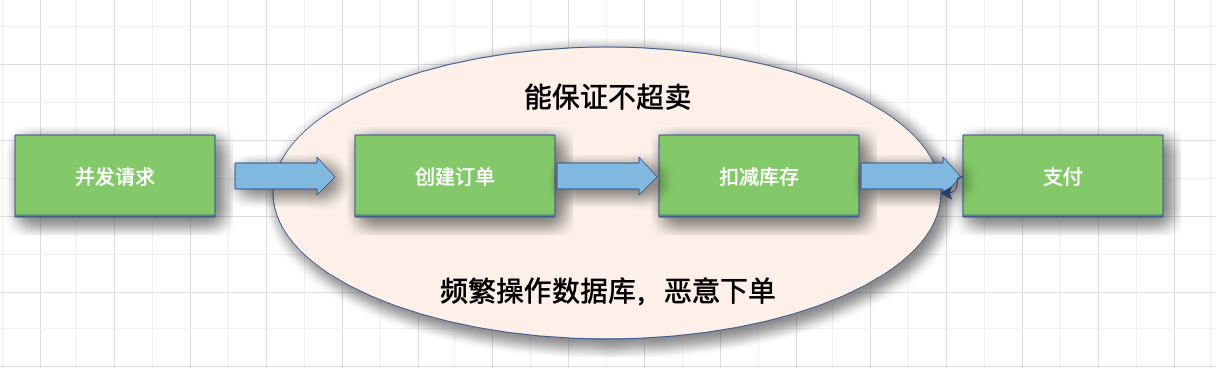 能保证不超卖
并发请求
创建订单
扣减库存
支付
频繁操作数据库，恶意下单